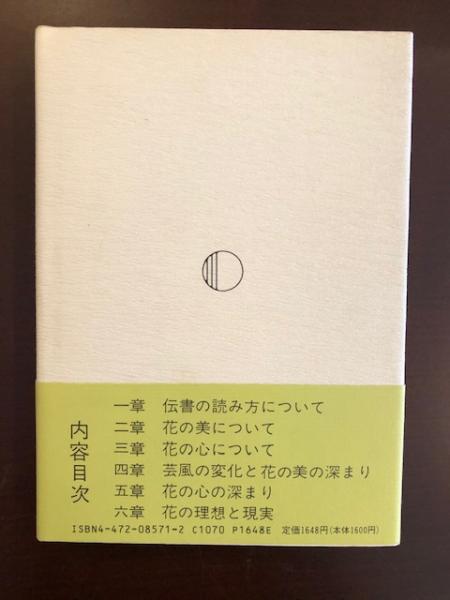 内容目次
一章 伝書の読み方について
二章 花の美について
三章 花の心について
四章 芸風の変化と花の美の深まり
五章 花の心の深まり
六章 花の理想と現実
ISBN4-472-08571-2 C1070 P1648E 定価1648円(本体1600円)